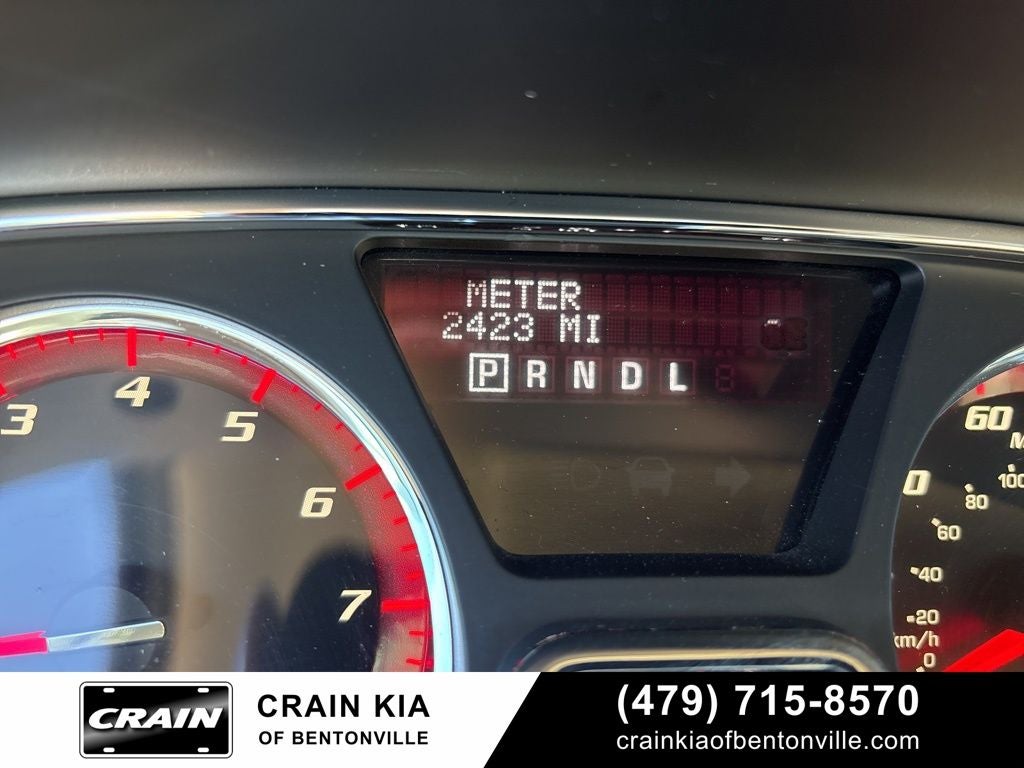 METER
2423 MI
P R N D L
3 4 5 6 7
60
0
100
80
60
40
20
km/h
0
CRAIN
CRAIN KIA
OF BENTONVILLE
(479) 715-8570
crainkiaofbentonville.com